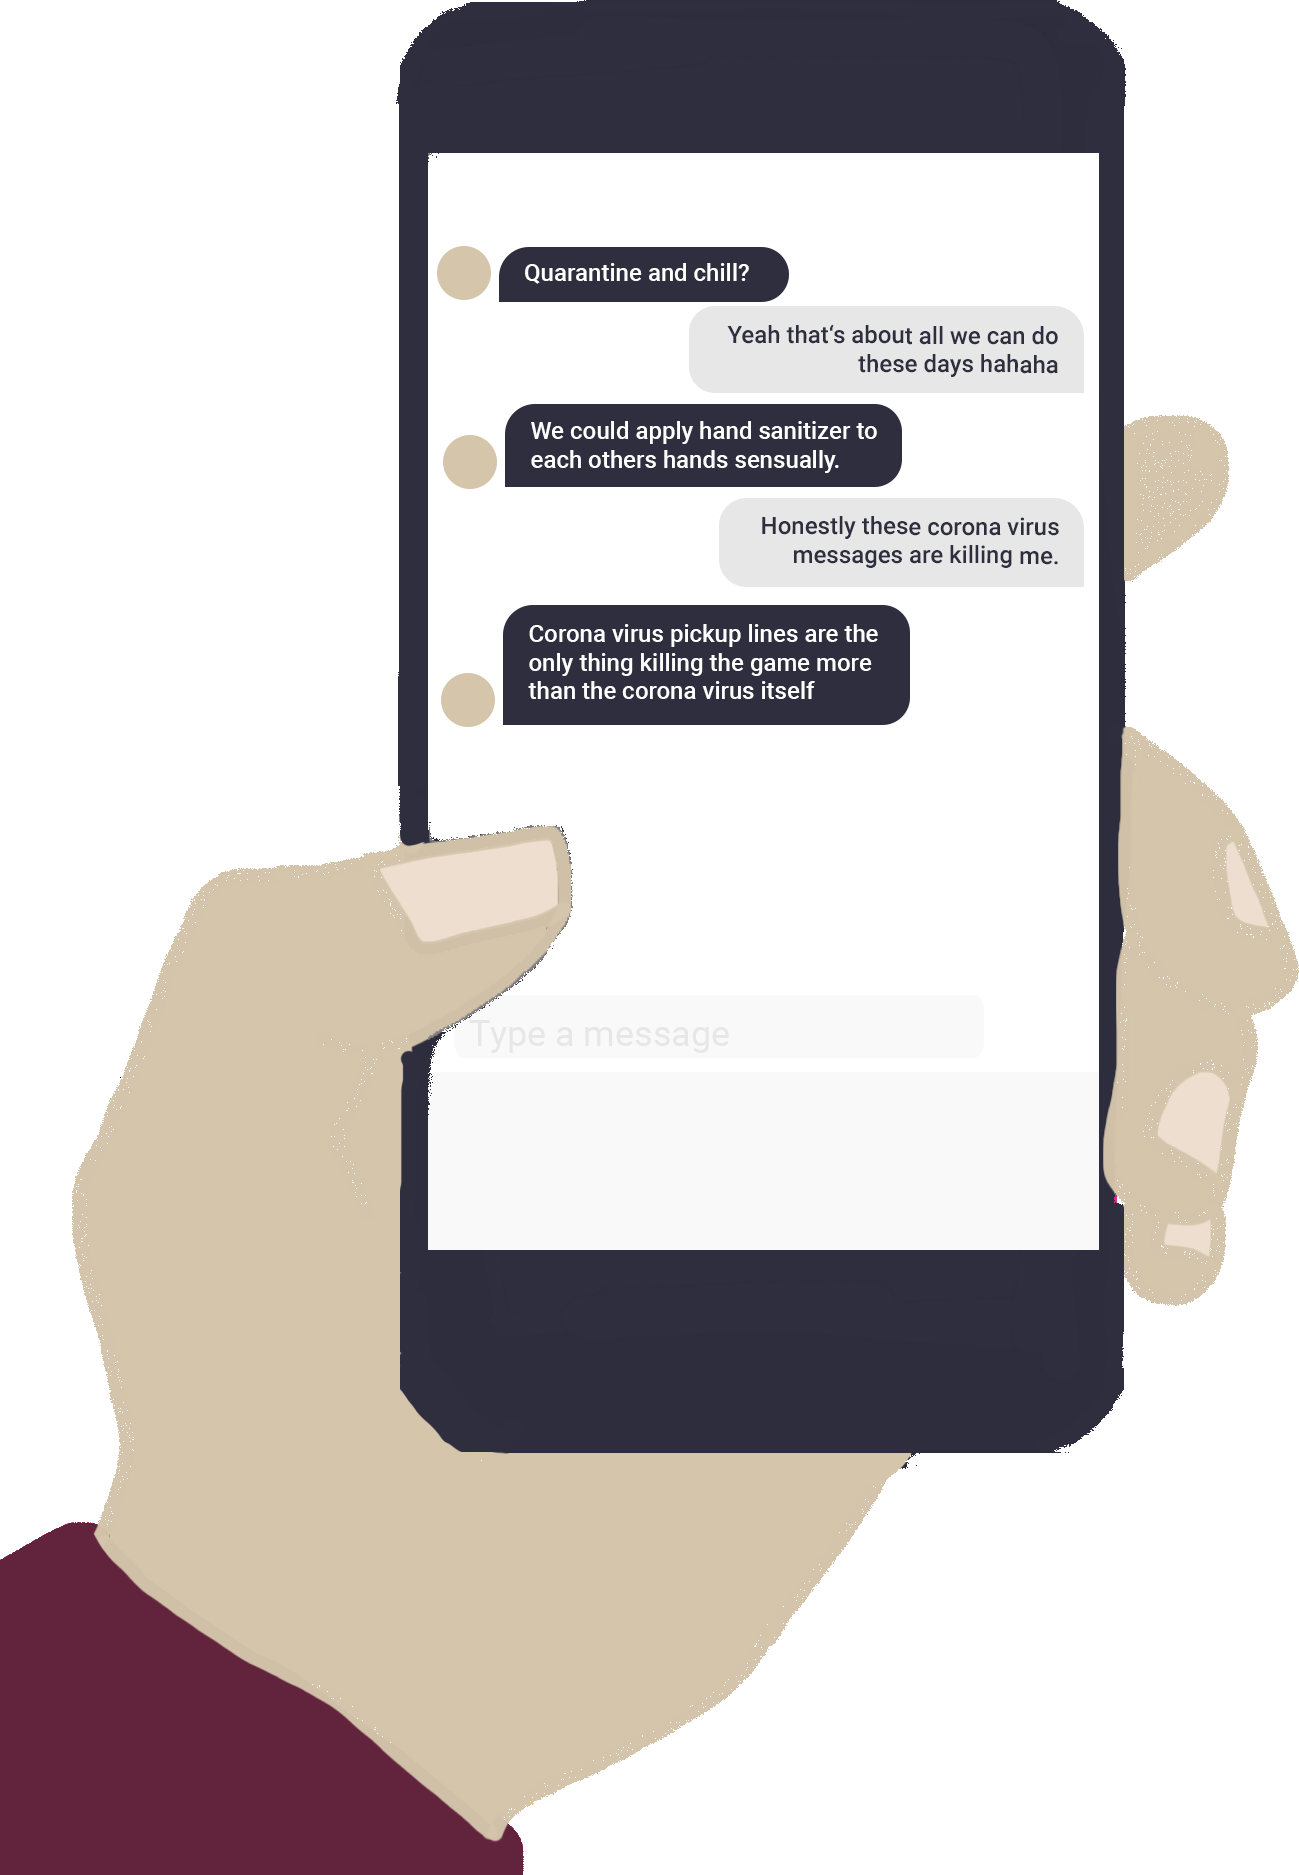 Quarantine and chill?
Yeah that‘s about all we can do
these days hahaha
We could apply hand sanitizer to
each others hands sensually.
Honestly these corona virus
messages are killing me.
Corona virus pickup lines are the
only thing killing the game more
than the corona virus itself
Type a message